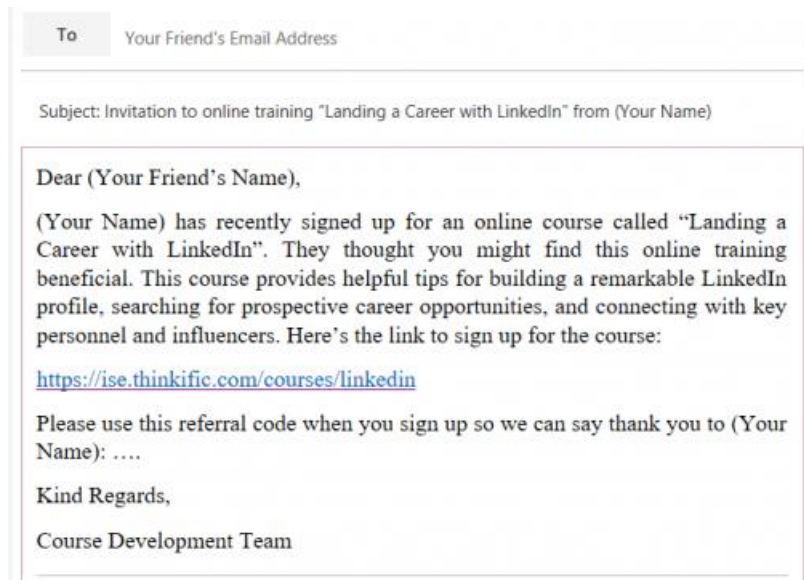 To Your Friend's Email Address
Subject: Invitation to online training "Landing a Career with LinkedIn" from (Your Name)
Dear (Your Friend's Name),
(Your Name) has recently signed up for an online course called “Landing a
Career with LinkedIn”. They thought you might find this online training
beneficial. This course provides helpful tips for building a remarkable LinkedIn
profile, searching for prospective career opportunities, and connecting with key
personnel and influencers. Here’s the link to sign up for the course:
https://ise.thinkific.com/courses/linkedin
Please use this referral code when you sign up so we can say thank you to (Your
Name): ....
Kind Regards,
Course Development Team